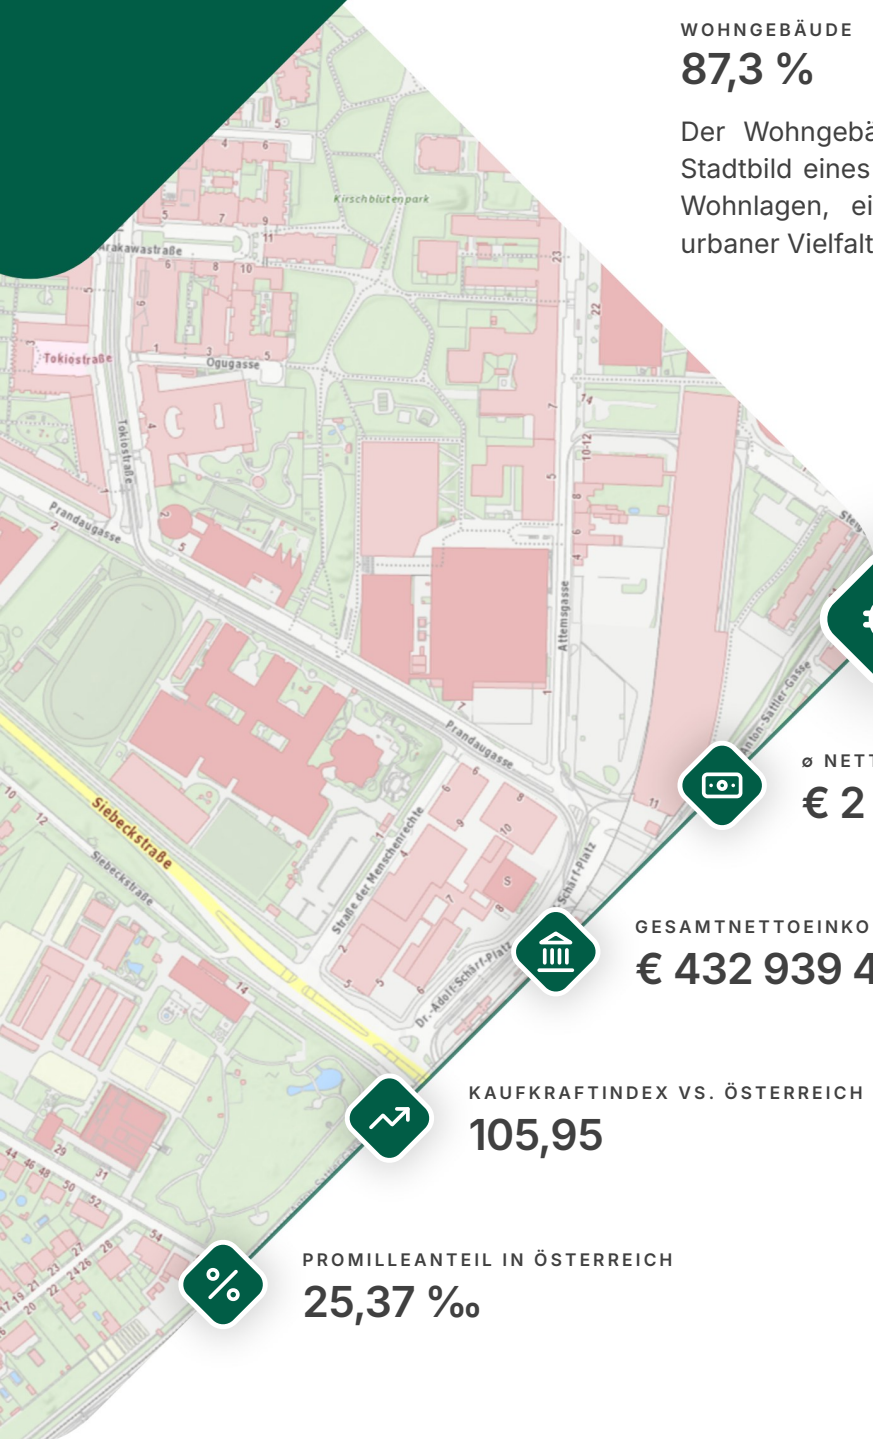 WOHNGEBÄUDE
87,3 %
Der Wohngebä
Stadtbild eines
Wohnlagen, ei
urbaner Vielfalt
Kirschblütenpark
Arakawastraße
Tokiostraße
Ogugasse
Tokiostraße
Prandaugasse
Attemsgasse
Anton-Sattler-Gasse
Prandaugasse
Siebeckstraße
Siebeckstraße
Straße der Menschenrechte
Schärf-Platz
Dr.-Adolf-Schärf-Platz
ø NETT
€ 2
GESAMTNETTOEINKO
€ 432 939 4
KAUFKRAFTINDEX VS. ÖSTERREICH
105,95
PROMILLEANTEIL IN ÖSTERREICH
25,37 ‰